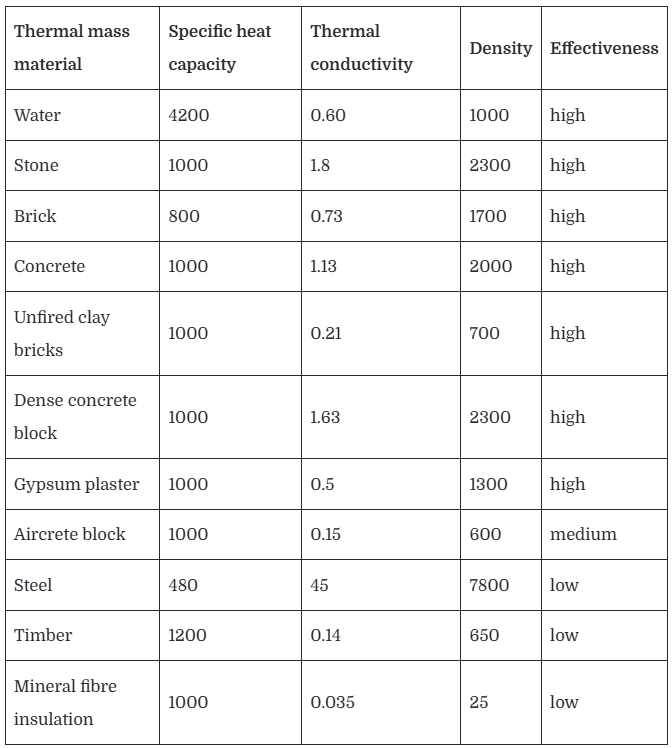 Thermal mass material | Specific heat capacity | Thermal conductivity | Density | Effectiveness
Water | 4200 | 0.60 | 1000 | high
Stone | 1000 | 1.8 | 2300 | high
Brick | 800 | 0.73 | 1700 | high
Concrete | 1000 | 1.13 | 2000 | high
Unfired clay bricks | 1000 | 0.21 | 700 | high
Dense concrete block | 1000 | 1.63 | 2300 | high
Gypsum plaster | 1000 | 0.5 | 1300 | high
Aircrete block | 1000 | 0.15 | 600 | medium
Steel | 480 | 45 | 7800 | low
Timber | 1200 | 0.14 | 650 | low
Mineral fibre insulation | 1000 | 0.035 | 25 | low